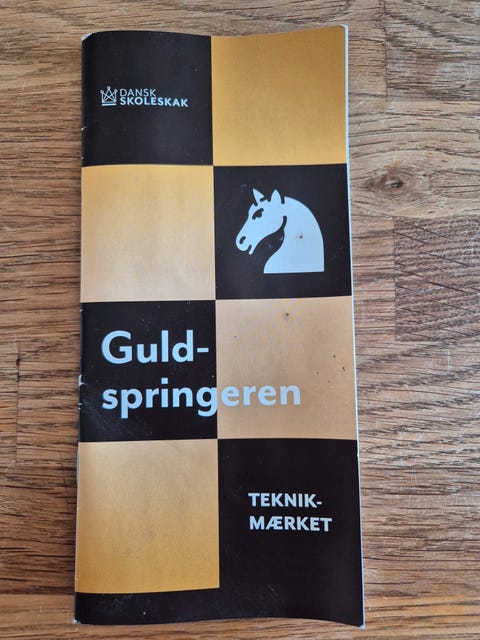 DANSK
SKOLESKAK
Guld-
springeren
TEKNIK-
MÆRKET